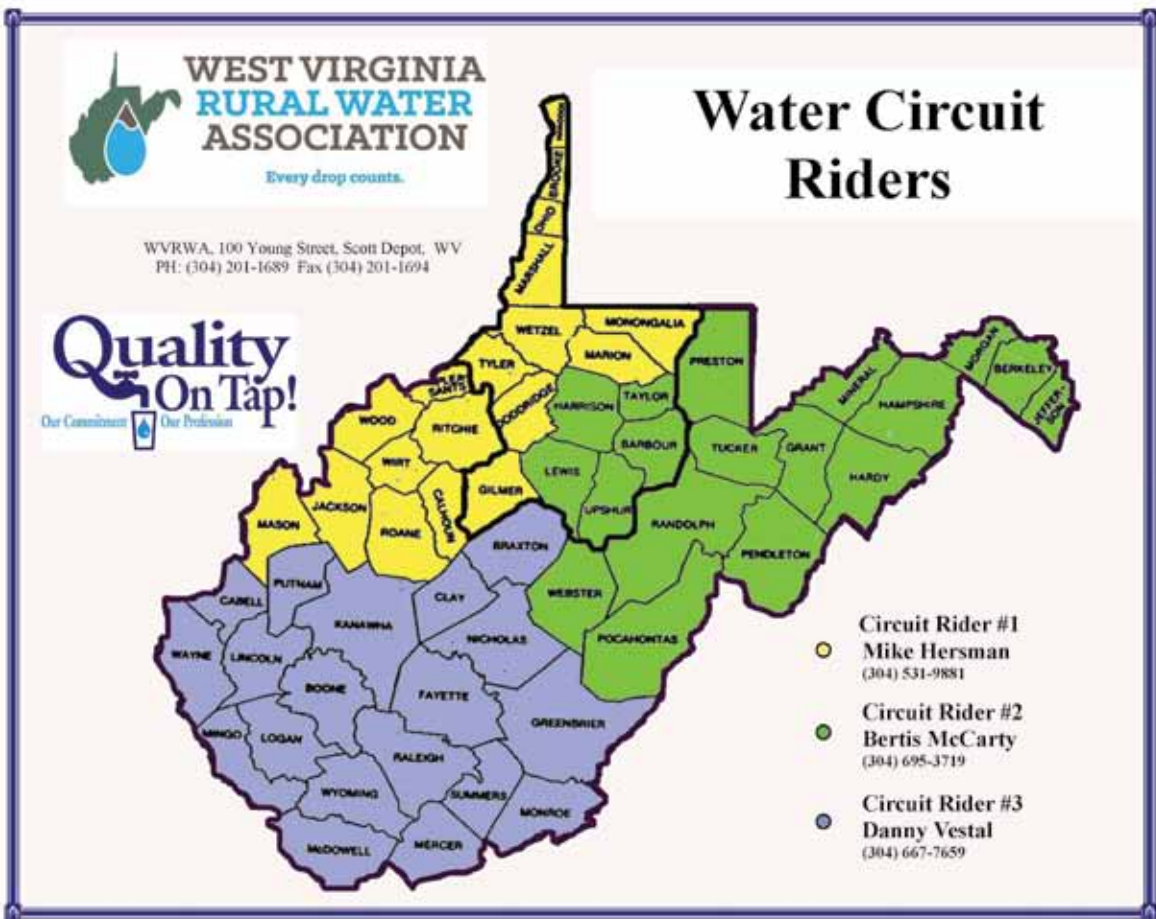 WEST VIRGINIA
RURAL WATER
ASSOCIATION
Every drop counts.
Water Circuit
Riders
WVRWA, 100 Young Street, Scott Depot, WV
PH: (304) 201-1689 Fax (304) 201-1694
Quality
On Tap!
Our Commitment Our Profession
BROOKE
OHIO
MARSHALL
WETZEL
MONONGALIA
MARION
PRESTON
TYLER
PLEA
SANTS
DODDRIDGE
HARRISON
TAYLOR
MINERAL
HAMPSHIRE
MORGAN
BERKELEY
JEFFER-
SON
WOOD
RITCHIE
BARBOUR
TUCKER
GRANT
HARDY
WIRT
LEWIS
GILMER
UPSHUR
RANDOLPH
PENDLETON
MASON
JACKSON
ROANE
CALHOUN
BRAXTON
WEBSTER
POCAHONTAS
PUTNAM
CABELL
KANAWHA
CLAY
NICHOLAS
WAYNE
LINCOLN
BOONE
FAYETTE
GREENBRIER
MINGO
LOGAN
RALEIGH
WYOMING
SUMMERS
MONROE
McDOWELL
MERCER
Circuit Rider #1
Mike Hersman
(304) 531-9881
Circuit Rider #2
Bertis McCarty
(304) 695-3719
Circuit Rider #3
Danny Vestal
(304) 667-7659